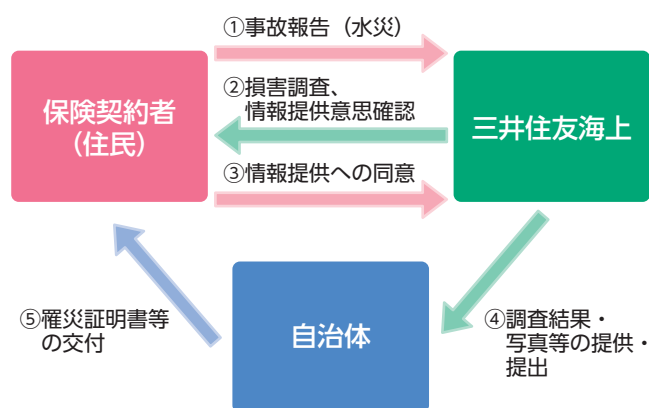 ①事故報告（水災）
②損害調査、
情報提供意思確認
③情報提供への同意
保険契約者
（住民）
三井住友海上
自治体
④調査結果・
写真等の提供・
提出
⑤罹災証明書等
の交付